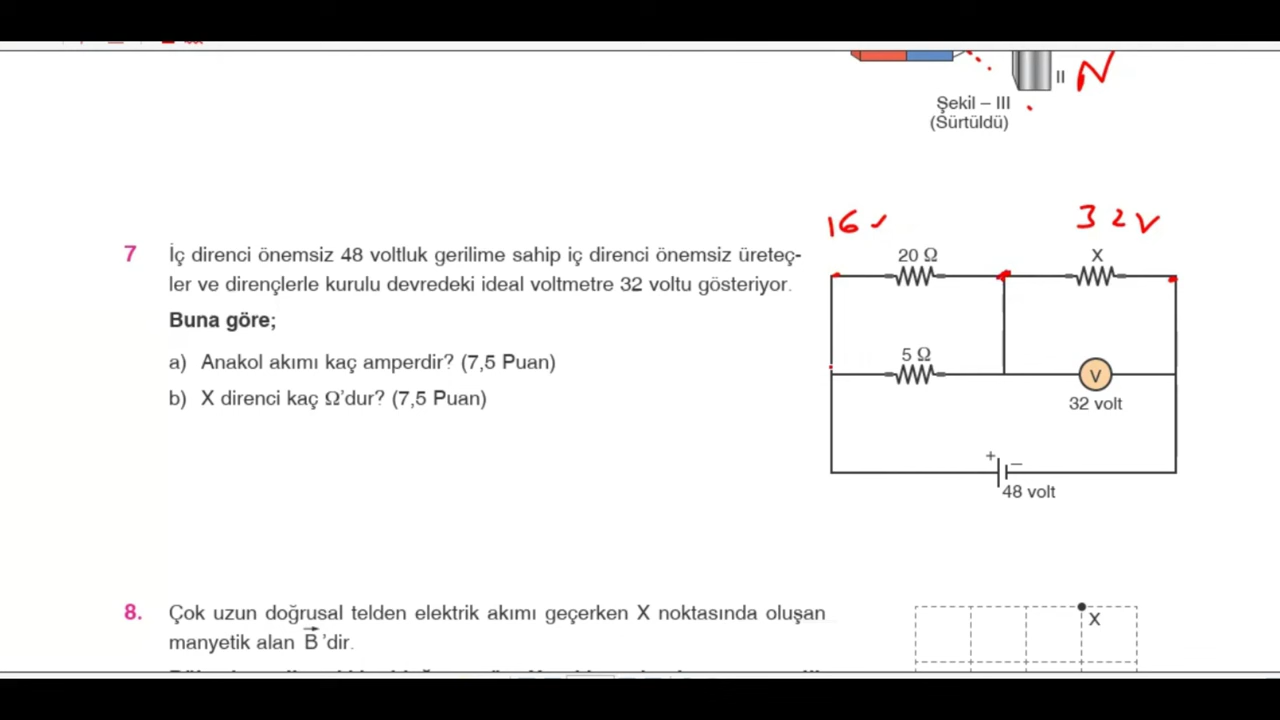 II
N
Şekil – III
(Sürtüldü)
16
32V
7 İç direnci önemsiz 48 voltluk gerilime sahip iç direnci önemsiz üreteç-
ler ve dirençlerle kurulu devredeki ideal voltmetre 32 voltu gösteriyor.
Buna göre;
a) Anakol akımı kaç amperdir? (7,5 Puan)
b) X direnci kaç Ω'dur? (7,5 Puan)
20 Ω
X
5 Ω
V
32 volt
+ −
48 volt
8. Çok uzun doğrusal telden elektrik akımı geçerken X noktasında oluşan
manyetik alan B⃗ 'dir.
X